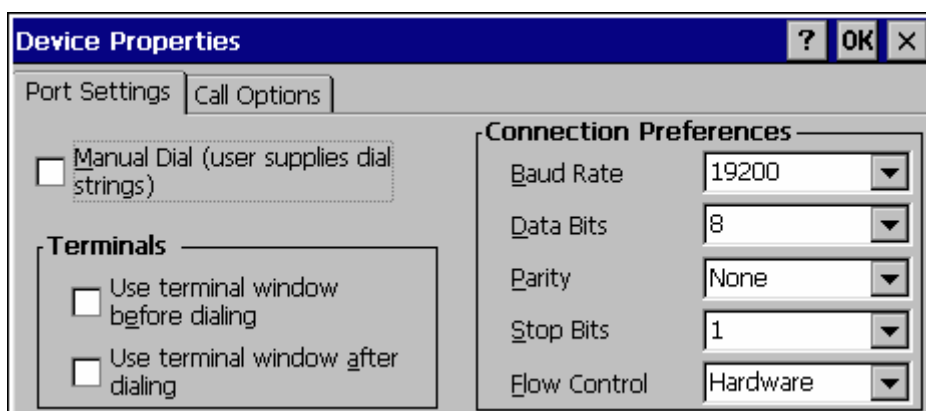 Device Properties ? OK ×
Port Settings Call Options
Manual Dial (user supplies dial
strings)
Terminals
Use terminal window
before dialing
Use terminal window after
dialing
Connection Preferences
Baud Rate 19200
Data Bits 8
Parity None
Stop Bits 1
Flow Control Hardware